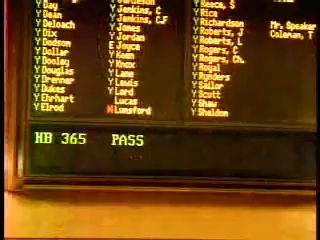 Y Day
Y Dean
Y Deloach
Y Dix
Y Dodson
Y Dollar
Y Dooley
Y Douglas
Y Drenner
Y Dukes
Y Ehrhart
Y Elrod
Y Jenkins, C
Y Jenkins, C.F
Y Jones
Y Jordan
E Joyce
Y Keen
Y Knox
Y Lane
Y Lewis
Y Lord
Lucas
N Lunsford
Y Reece, S
Y Rice
Y Richardson
Y Roberts, J
Y Roberts, L
Y Rogers, C
Y Rogers, Ch.
Y Royal
Y Rynders
Y Sailor
Y Scott
Y Shaw
Y Sheldon
Mr. Speaker
Coleman, T
HB 365 PASS